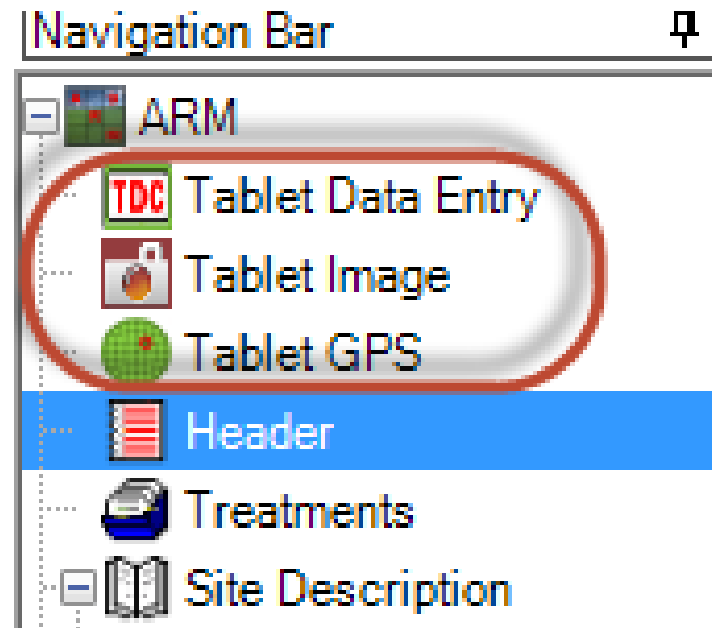 Navigation Bar
ARM
TDC Tablet Data Entry
Tablet Image
Tablet GPS
Header
Treatments
Site Description